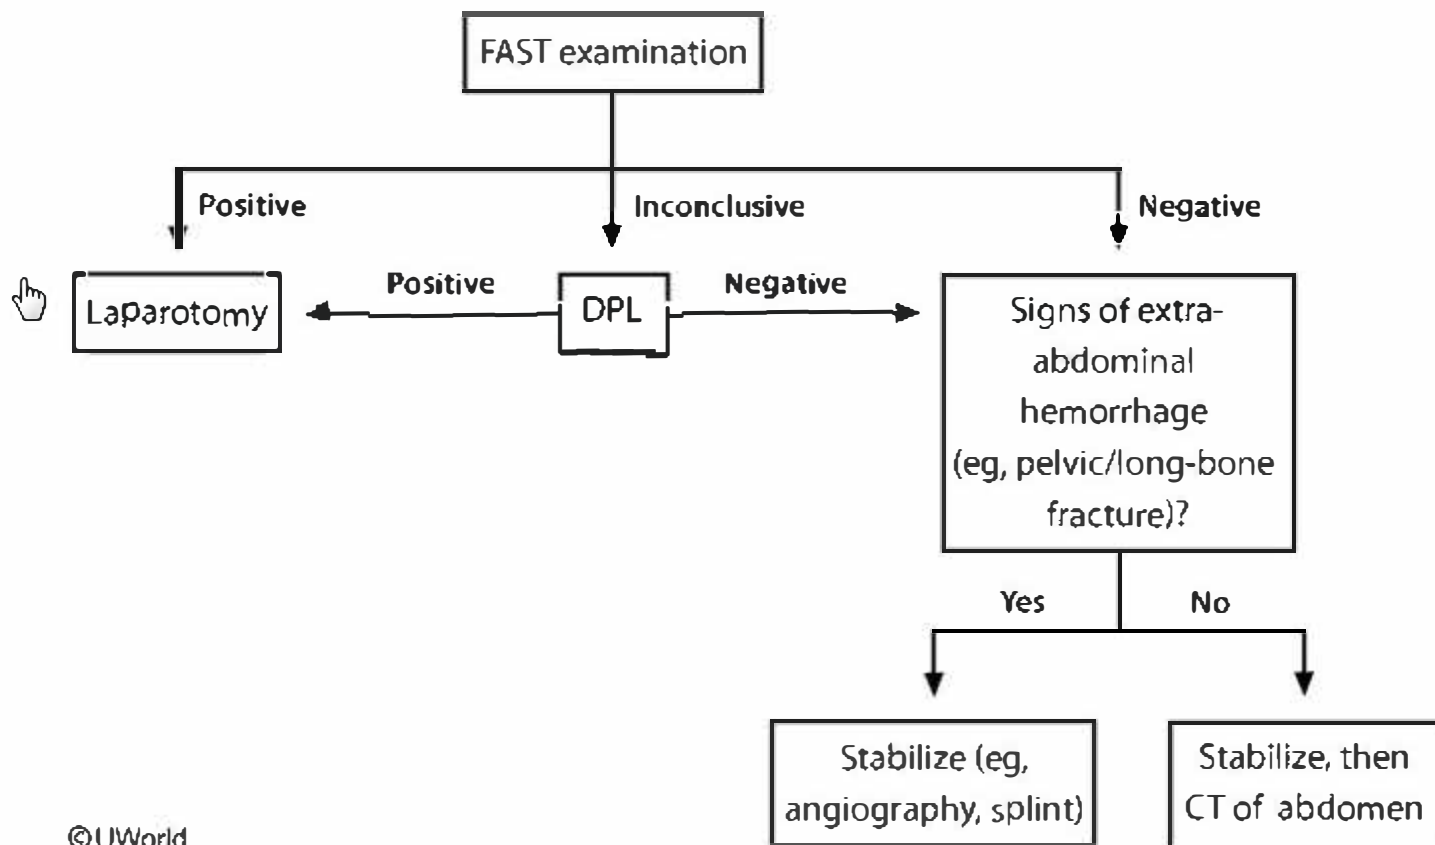 FAST examination
Positive
Inconclusive
Negative
Laparotomy
Positive
DPL
Negative
Signs of extra-
abdominal
hemorrhage
(eg, pelvic/long-bone
fracture)?
Yes
No
Stabilize (eg,
angiography, splint)
Stabilize, then
CT of abdomen
©UWorld